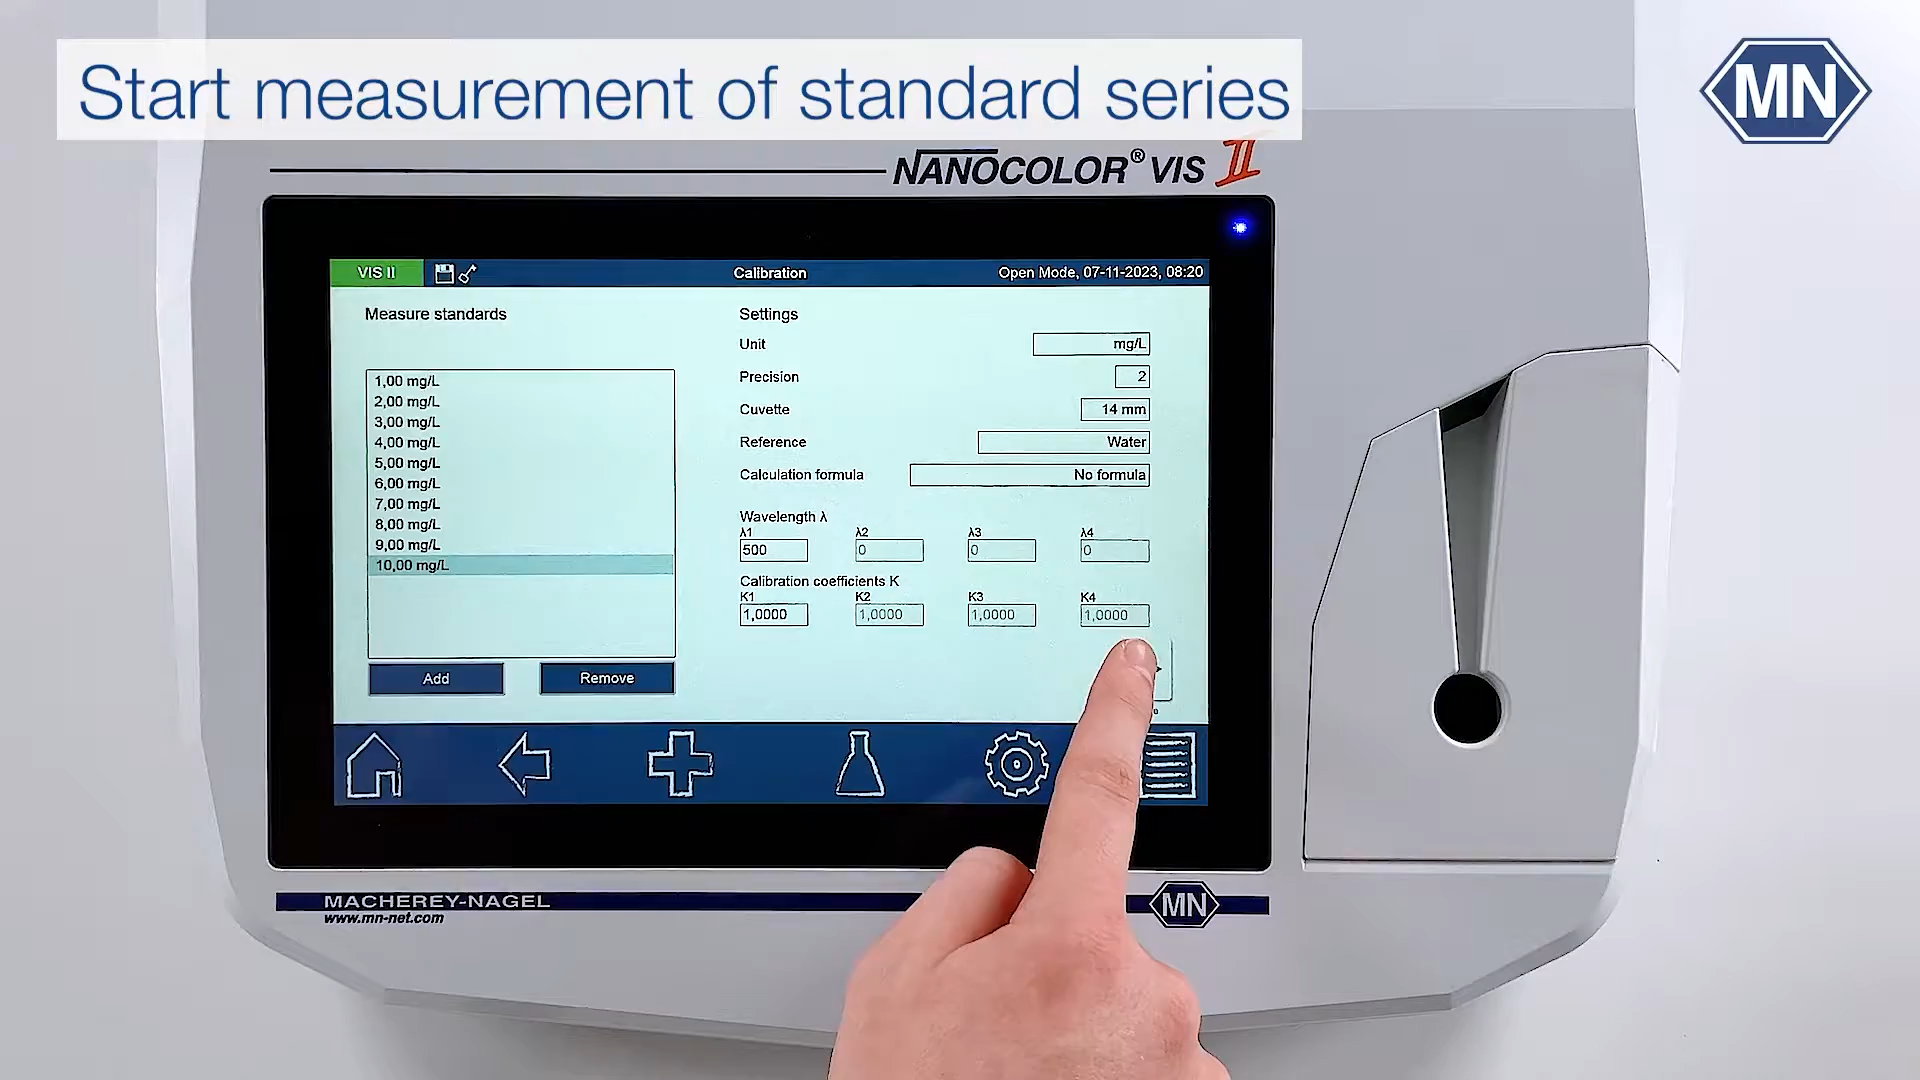 Start measurement of standard series
MN
NANOCOLOR® VIS II
VIS II
Calibration
Open Mode, 07-11-2023, 08:20
Measure standards
1,00 mg/L
2,00 mg/L
3,00 mg/L
4,00 mg/L
5,00 mg/L
6,00 mg/L
7,00 mg/L
8,00 mg/L
9,00 mg/L
10,00 mg/L
Add
Remove
Settings
Unit
mg/L
Precision
2
Cuvette
14 mm
Reference
Water
Calculation formula
No formula
Wavelength λ
λ1
λ2
λ3
λ4
500
0
0
0
Calibration coefficients K
K1
K2
K3
K4
1,0000
1,0000
1,0000
1,0000
MACHEREY-NAGEL
www.mn-net.com
MN